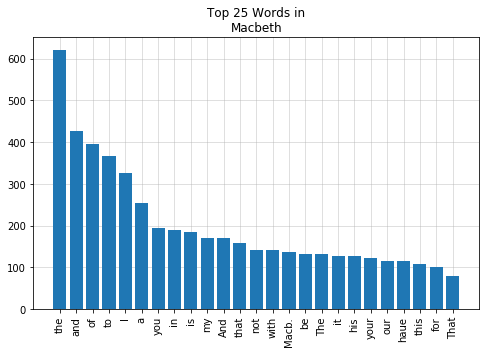 Top 25 Words in
Macbeth
600
500
400
300
200
100
0
the
and
of
to
I
a
you
in
is
my
And
that
not
with
Macb.
be
The
it
his
your
our
haue
this
for
That